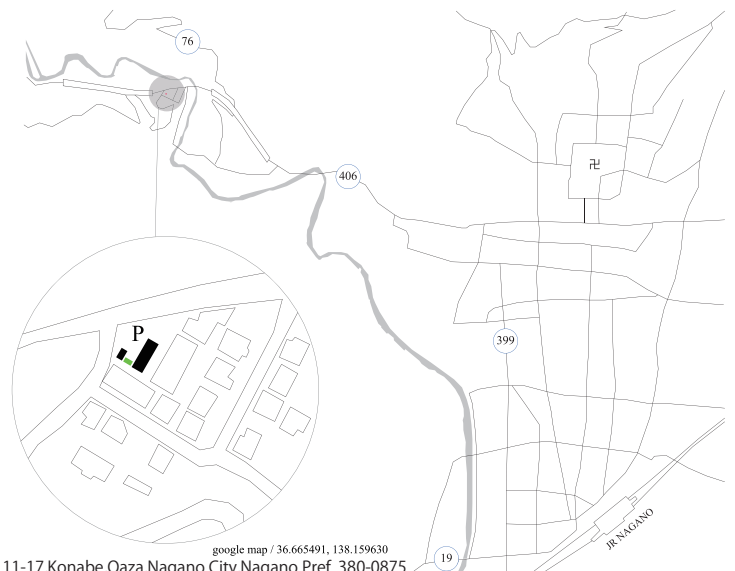 76
卍
406
P
399
google map / 36.665491, 138.159630
JR NAGANO
19
11-17 Konabe Oaza Nagano City Nagano Pref. 380-0875